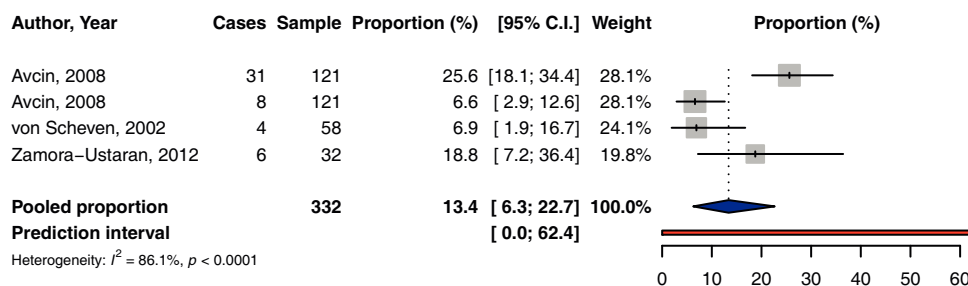 Author, Year Cases Sample Proportion (%) [95% C.I.] Weight Proportion (%)
Avcin, 2008 31 121 25.6 [18.1; 34.4] 28.1%
Avcin, 2008 8 121 6.6 [ 2.9; 12.6] 28.1%
von Scheven, 2002 4 58 6.9 [ 1.9; 16.7] 24.1%
Zamora−Ustaran, 2012 6 32 18.8 [ 7.2; 36.4] 19.8%
Pooled proportion 332 13.4 [ 6.3; 22.7] 100.0%
Prediction interval [ 0.0; 62.4]
Heterogeneity: I² = 86.1%, p < 0.0001
0 10 20 30 40 50 60